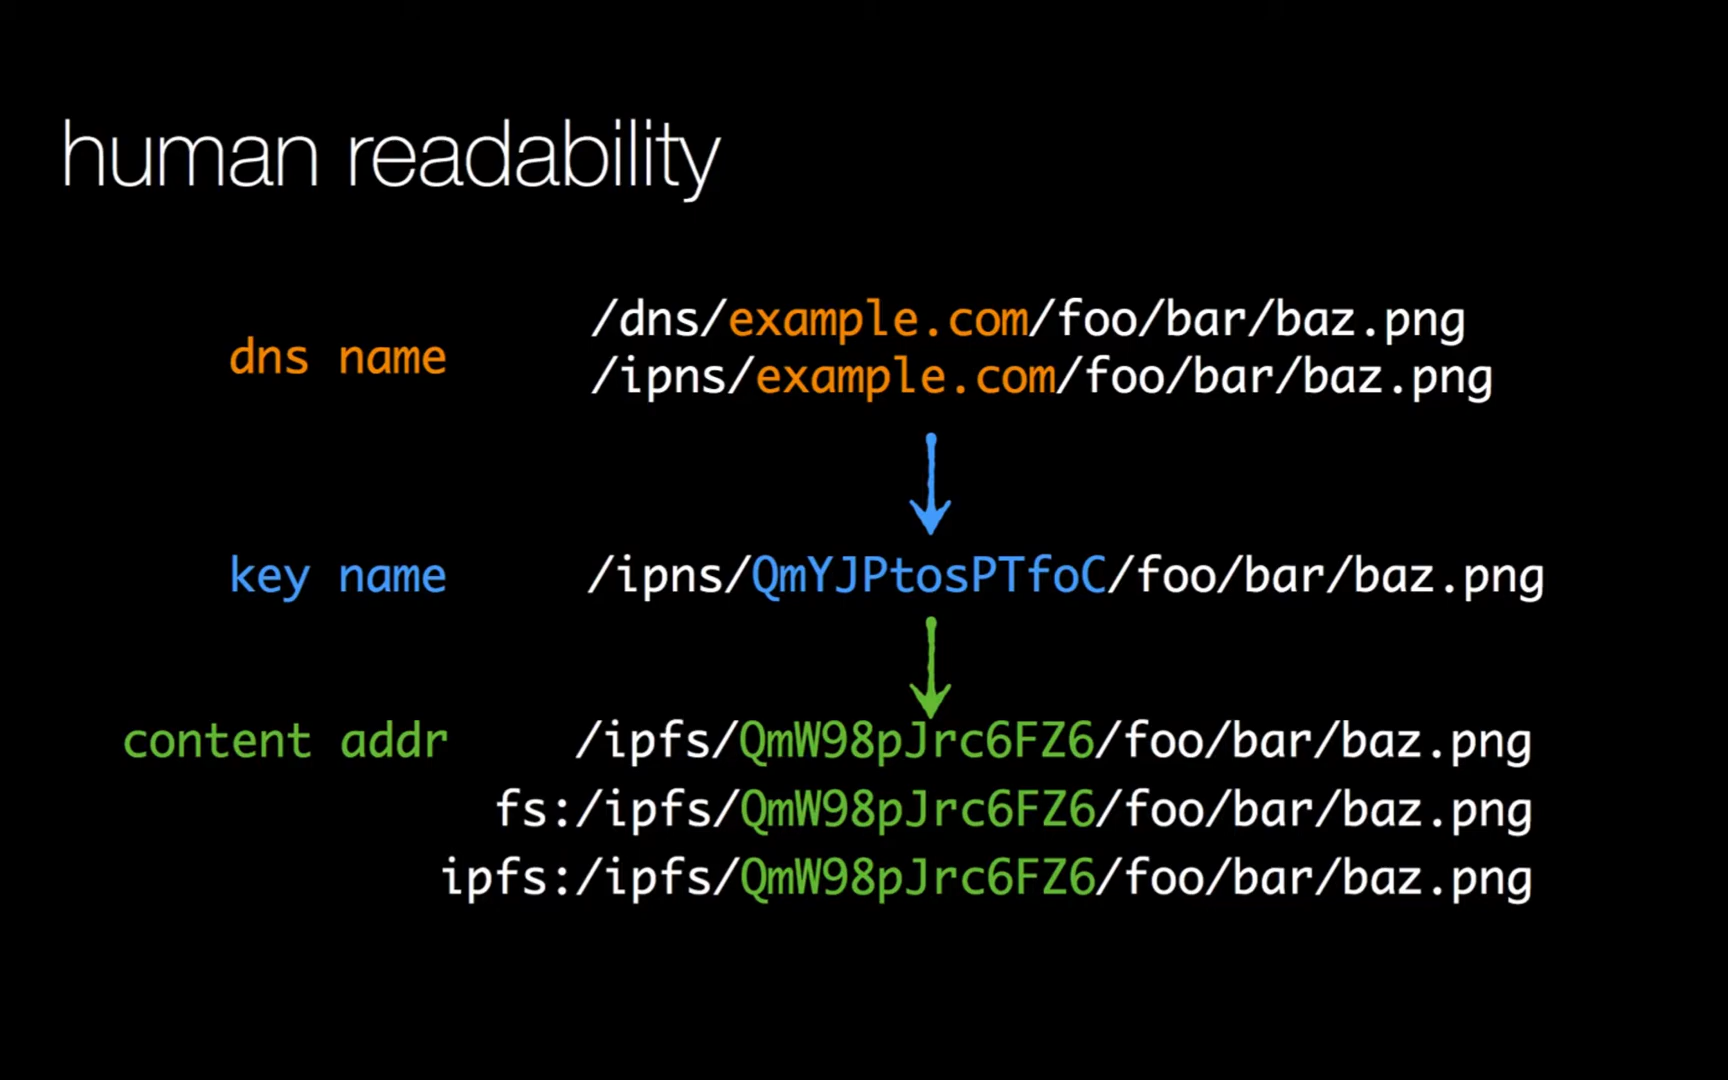 human readability
dns name
/dns/example.com/foo/bar/baz.png
/ipns/example.com/foo/bar/baz.png
key name
/ipns/QmYJPtosPTfoC/foo/bar/baz.png
content addr
/ipfs/QmW98pJrc6FZ6/foo/bar/baz.png
fs:/ipfs/QmW98pJrc6FZ6/foo/bar/baz.png
ipfs:/ipfs/QmW98pJrc6FZ6/foo/bar/baz.png